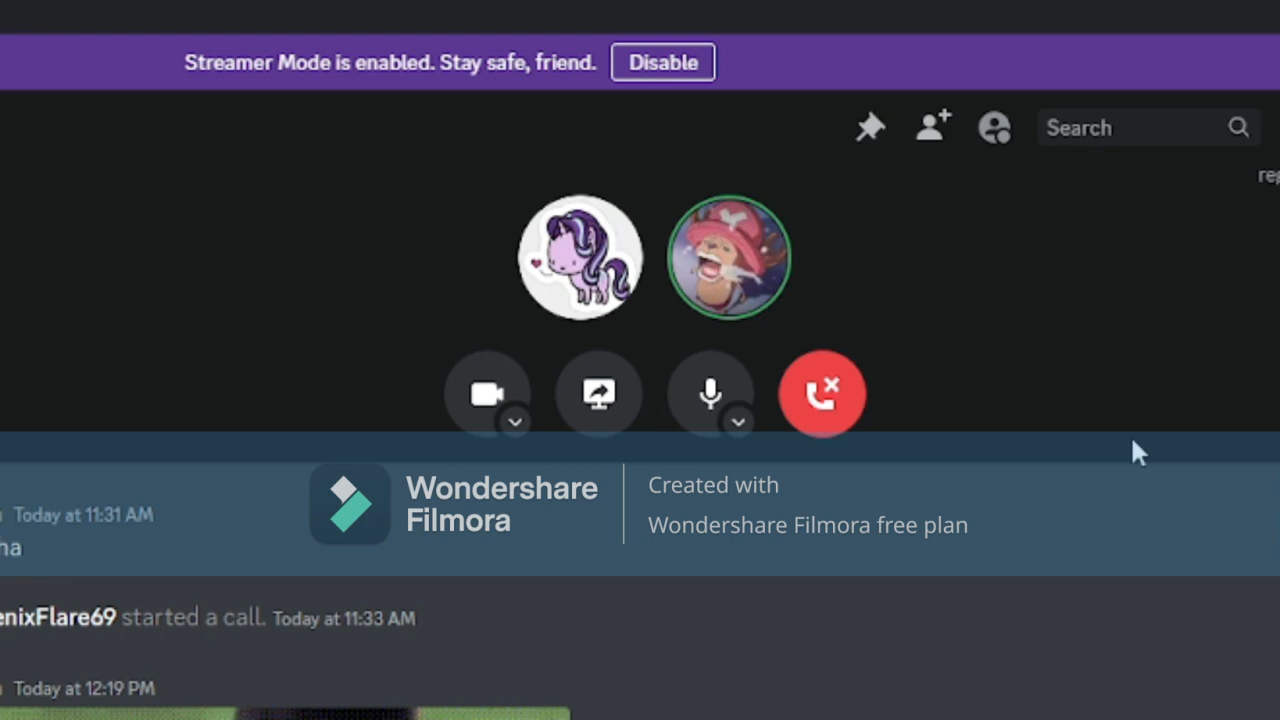 Streamer Mode is enabled. Stay safe, friend. Disable
Search
Wondershare
Filmora
Created with
Wondershare Filmora free plan
Today at 11:31 AM
ha
enixFlare69 started a call. Today at 11:33 AM
Today at 12:19 PM